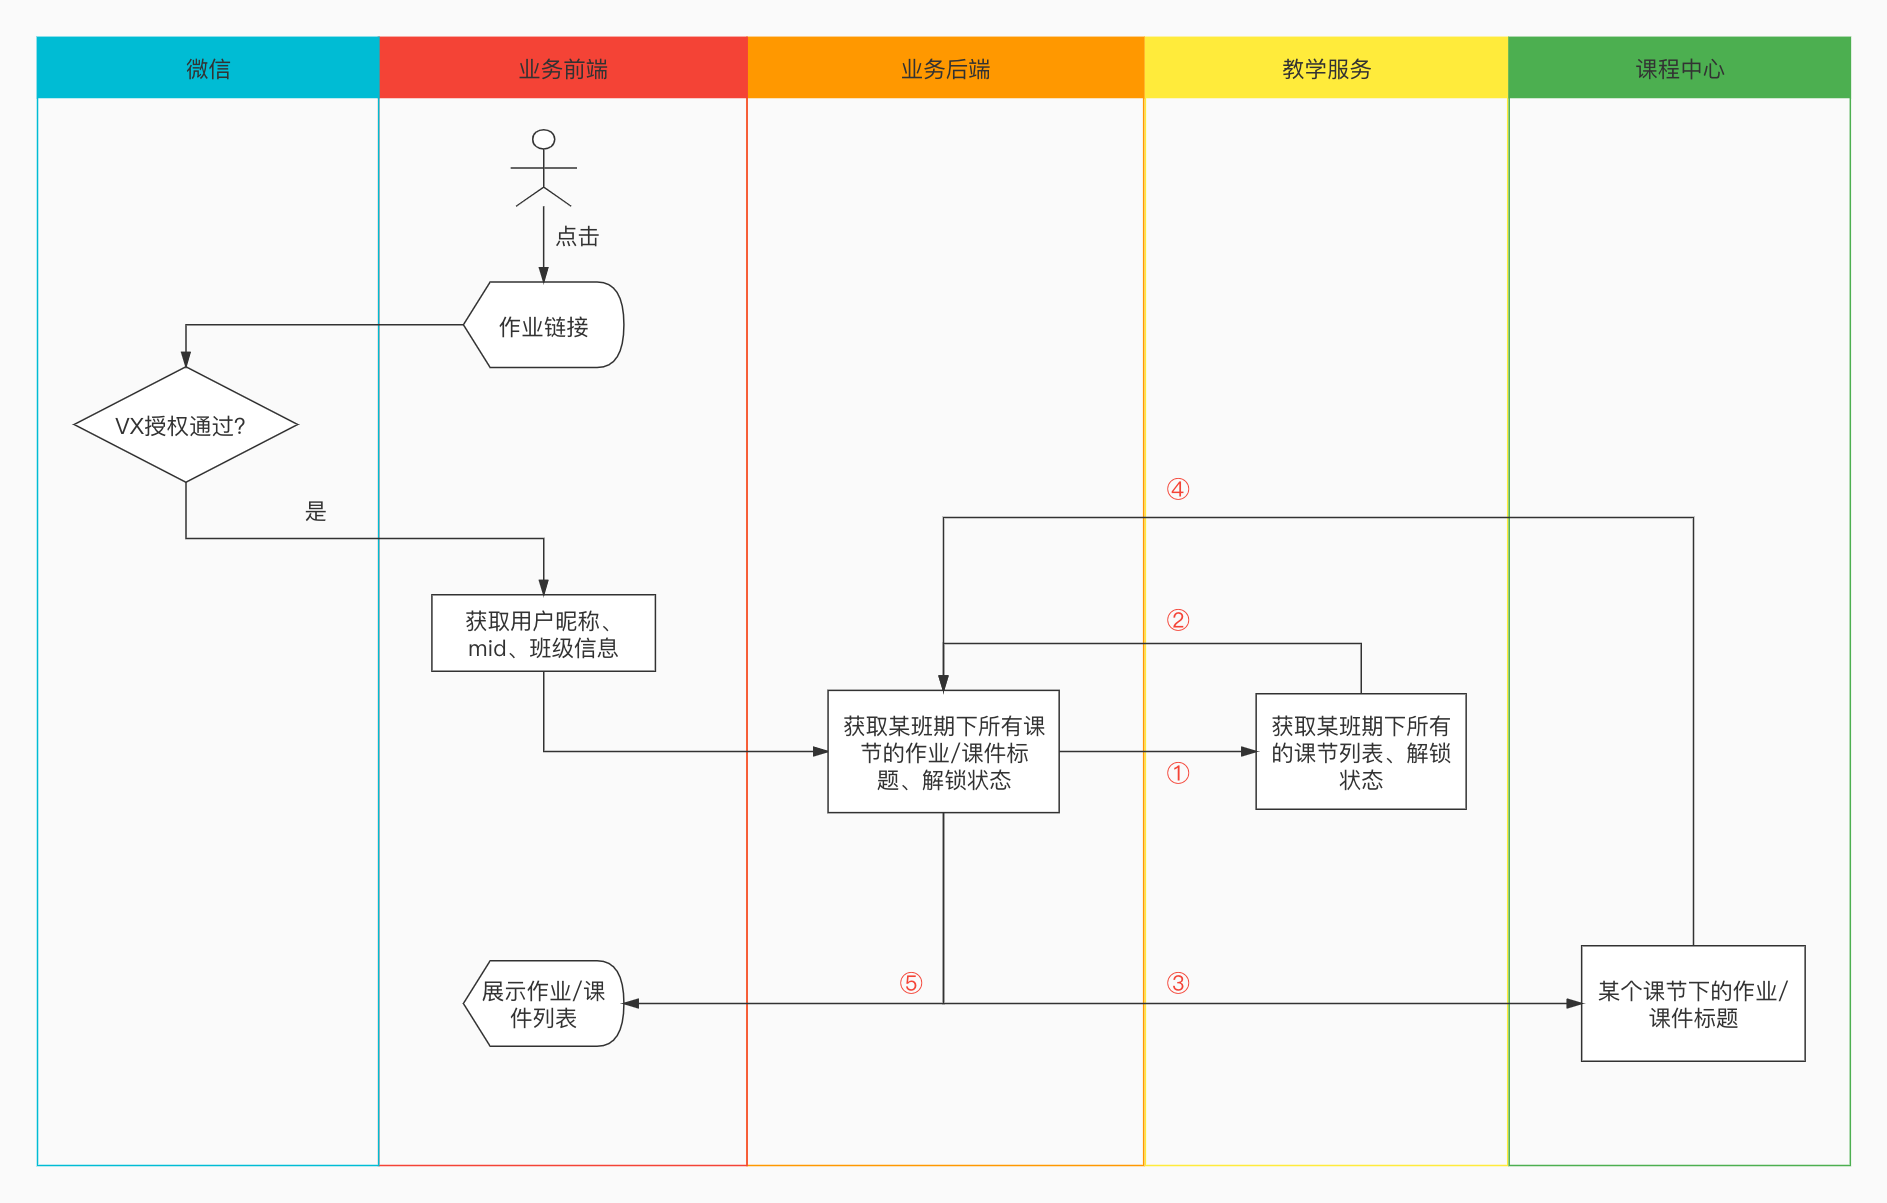 微信
业务前端
业务后端
教学服务
课程中心
点击
作业链接
VX授权通过?
是
④
②
获取用户昵称、
mid、班级信息
获取某班期下所有课
节的作业/课件标
题、解锁状态
①
获取某班期下所有
的课节列表、解锁
状态
展示作业/课
件列表
⑤
③
某个课节下的作业/
课件标题